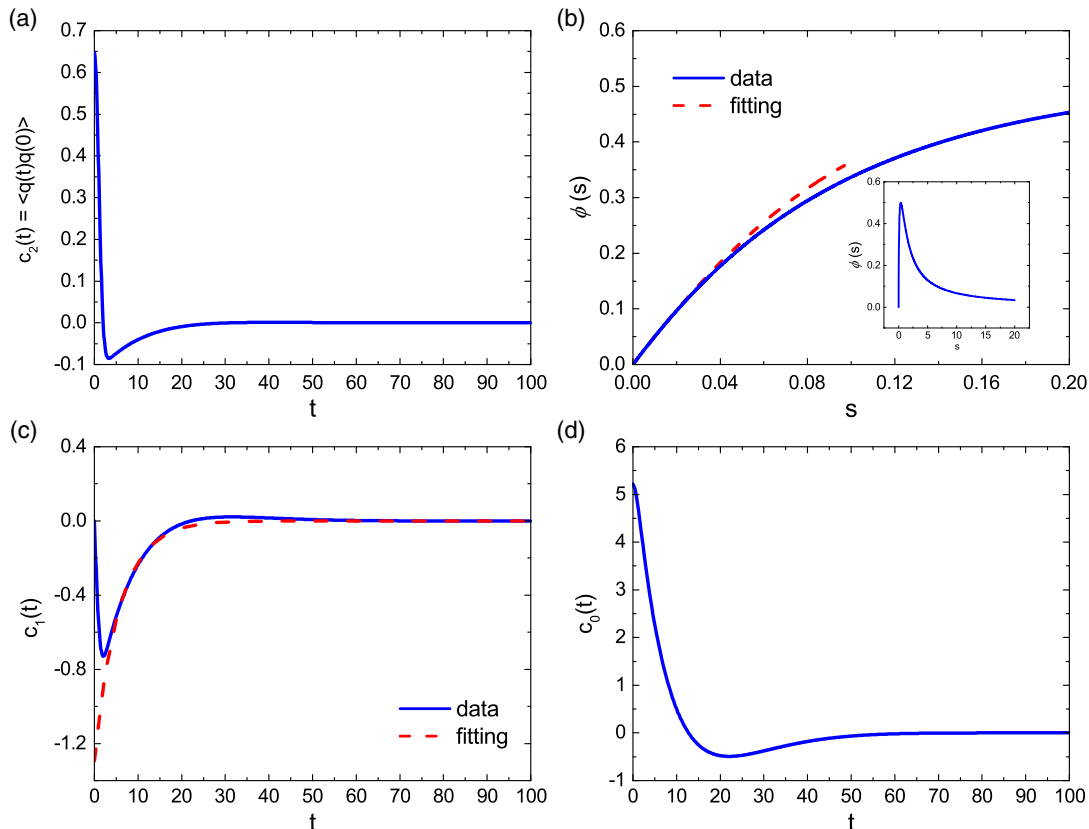 (a)
0.6
0.5
0.4
0.3
0.2
0.1
0.0
-0.1
c₂(t) = <q(t)q(0)>
0 10 20 30 40 50 60 70 80 90 100
t
(b)
0.6
0.5
0.4
0.3
0.2
0.1
0.0
ϕ (s)
data
fitting
0.6
0.4
0.2
0.0
ϕ (s)
0 5 10 15 20
s
0.00 0.04 0.08 0.12 0.16 0.20
s
(c)
0.4
0.0
-0.4
-0.8
-1.2
c₁(t)
data
fitting
0 10 20 30 40 50 60 70 80 90 100
t
(d)
6
5
4
3
2
1
0
-1
c₀(t)
0 10 20 30 40 50 60 70 80 90 100
t